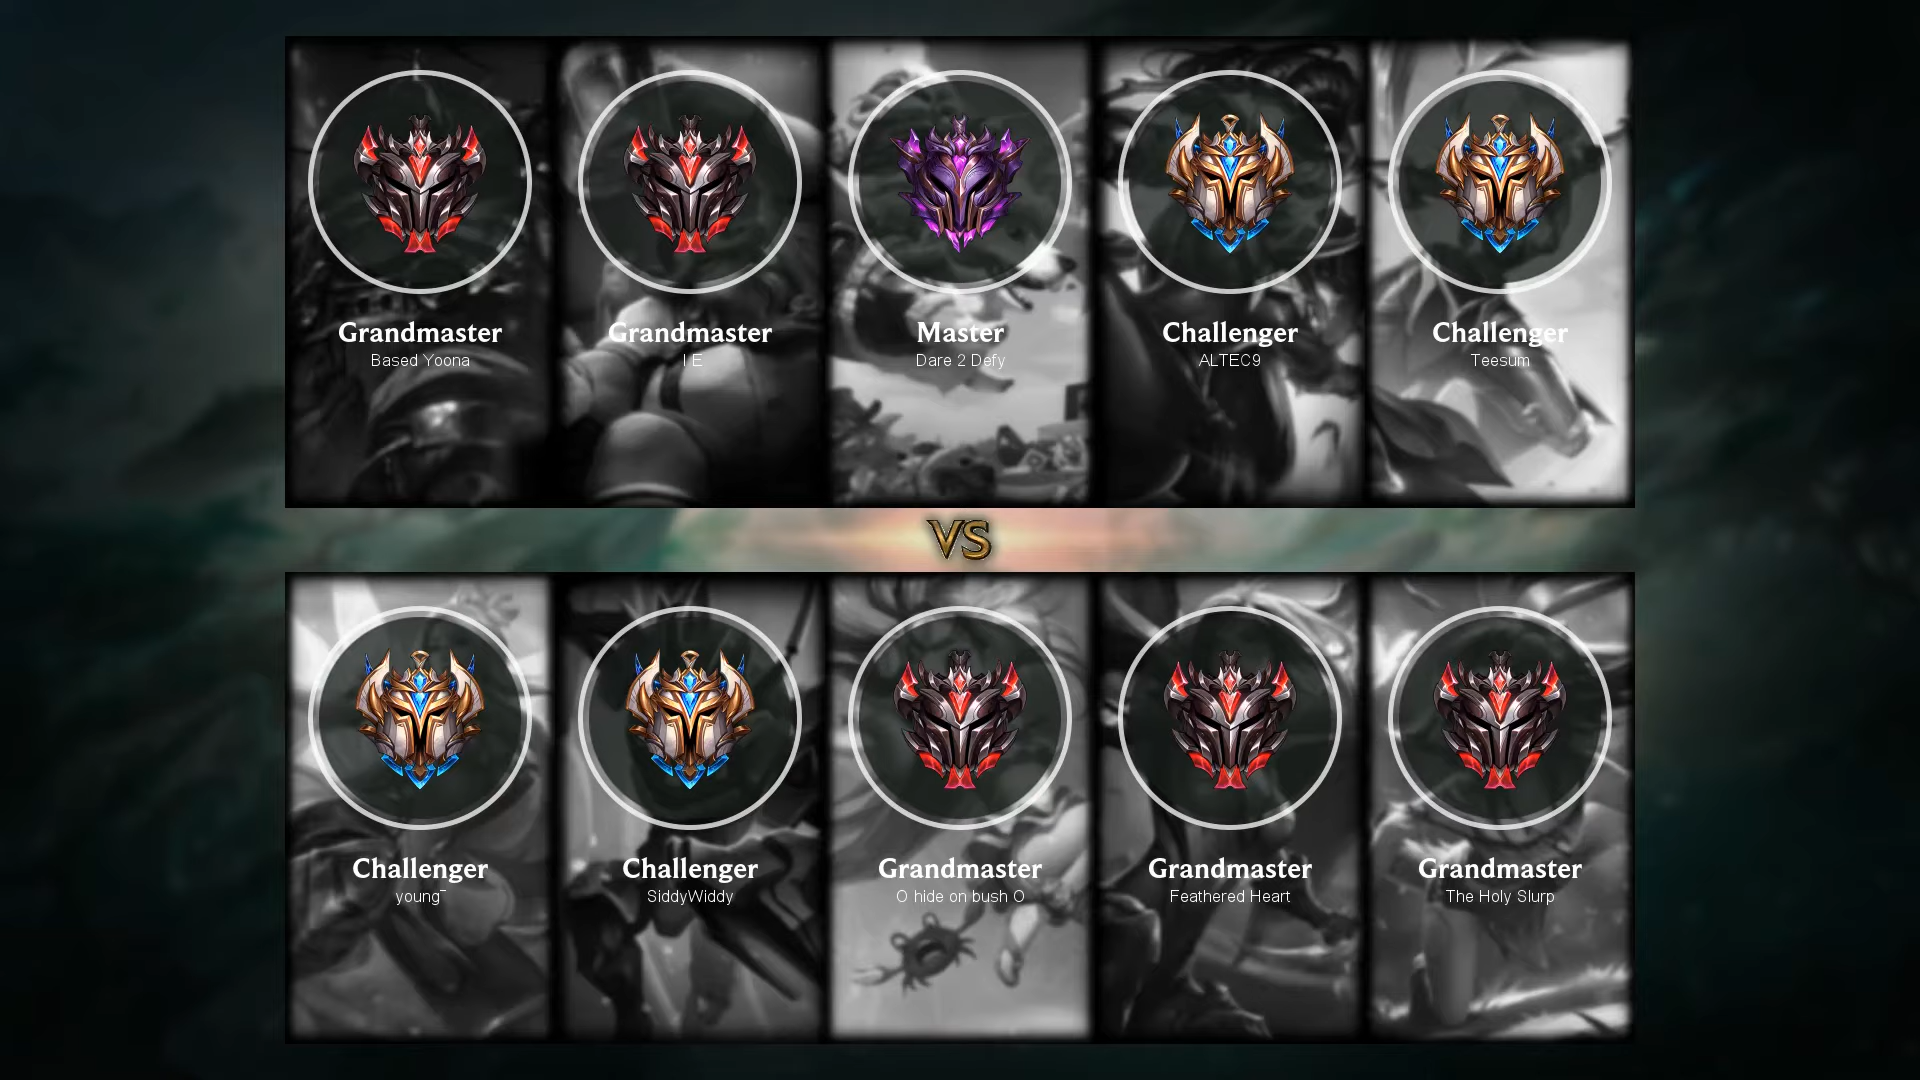 Grandmaster
Based Yoona
Grandmaster
I E
Master
Dare 2 Defy
Challenger
ALTEC9
Challenger
Teesum
VS
Challenger
young¯
Challenger
SiddyWiddy
Grandmaster
O hide on bush O
Grandmaster
Feathered Heart
Grandmaster
The Holy Slurp